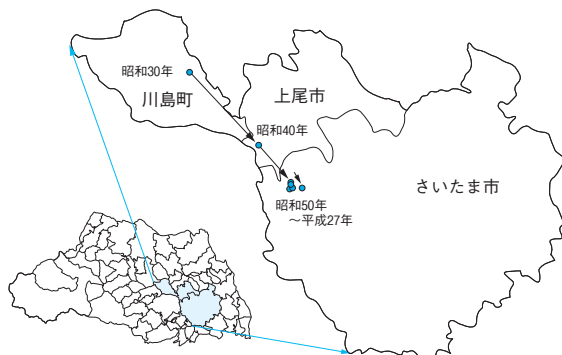 昭和30年
川島町
上尾市
昭和40年
さいたま市
昭和50年
～平成27年